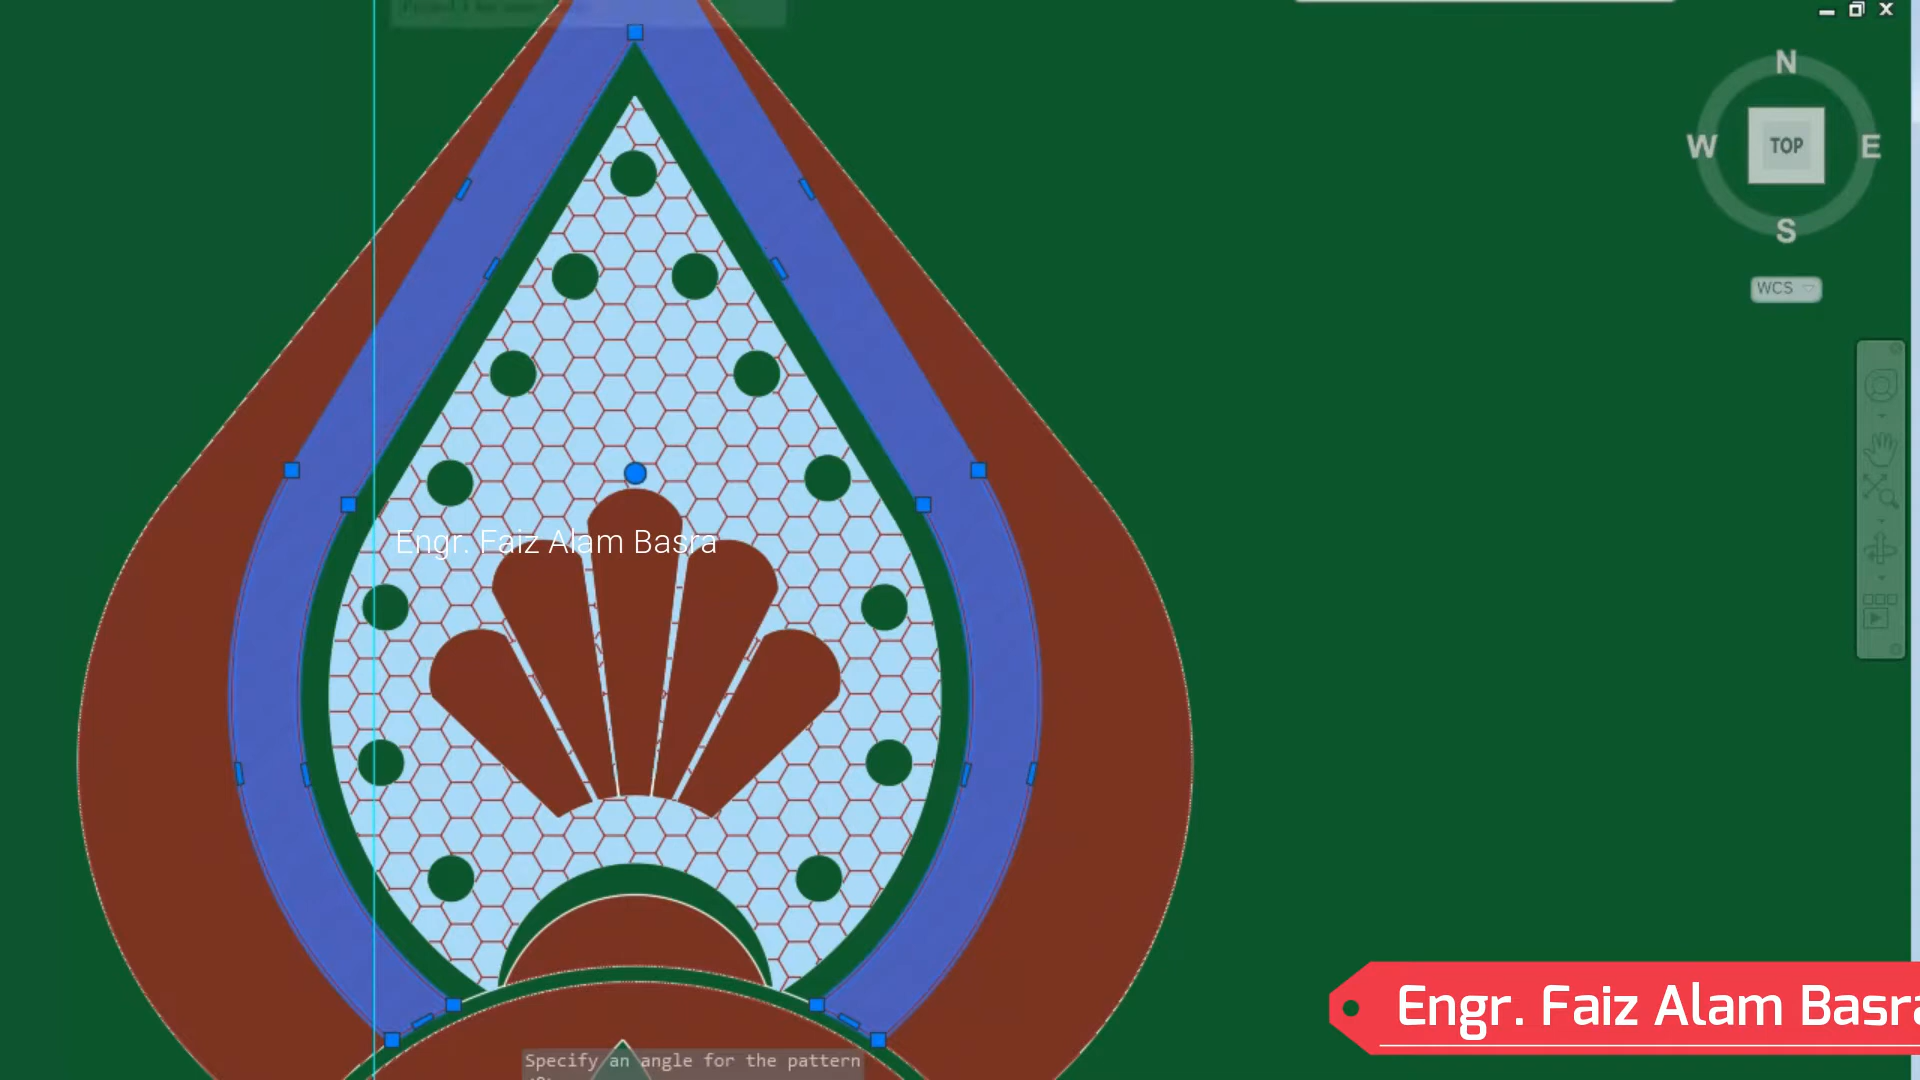 N
W
TOP
E
S
WCS
Engr. Faiz Alam Basra
Engr. Faiz Alam Basra
Specify an angle for the pattern